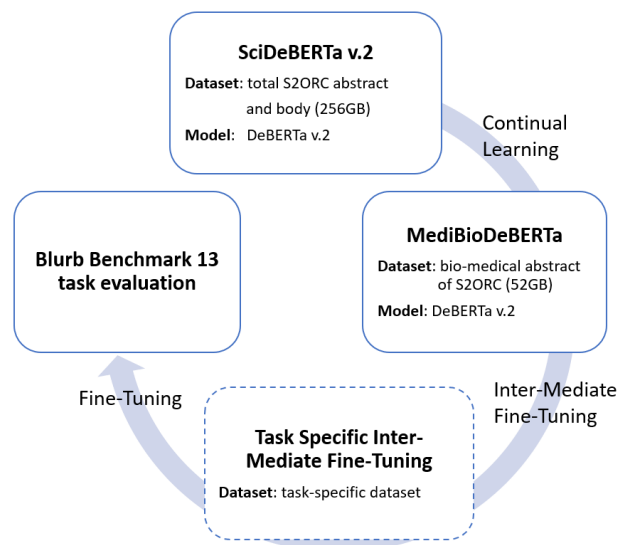 SciDeBERTa v.2
Dataset: total S2ORC abstract
and body (256GB)
Model: DeBERTa v.2
Continual
Learning
MediBioDeBERTa
Dataset: bio-medical abstract
of S2ORC (52GB)
Model: DeBERTa v.2
Blurb Benchmark 13
task evaluation
Inter-Mediate
Fine-Tuning
Fine-Tuning
Task Specific Inter-
Mediate Fine-Tuning
Dataset: task-specific dataset